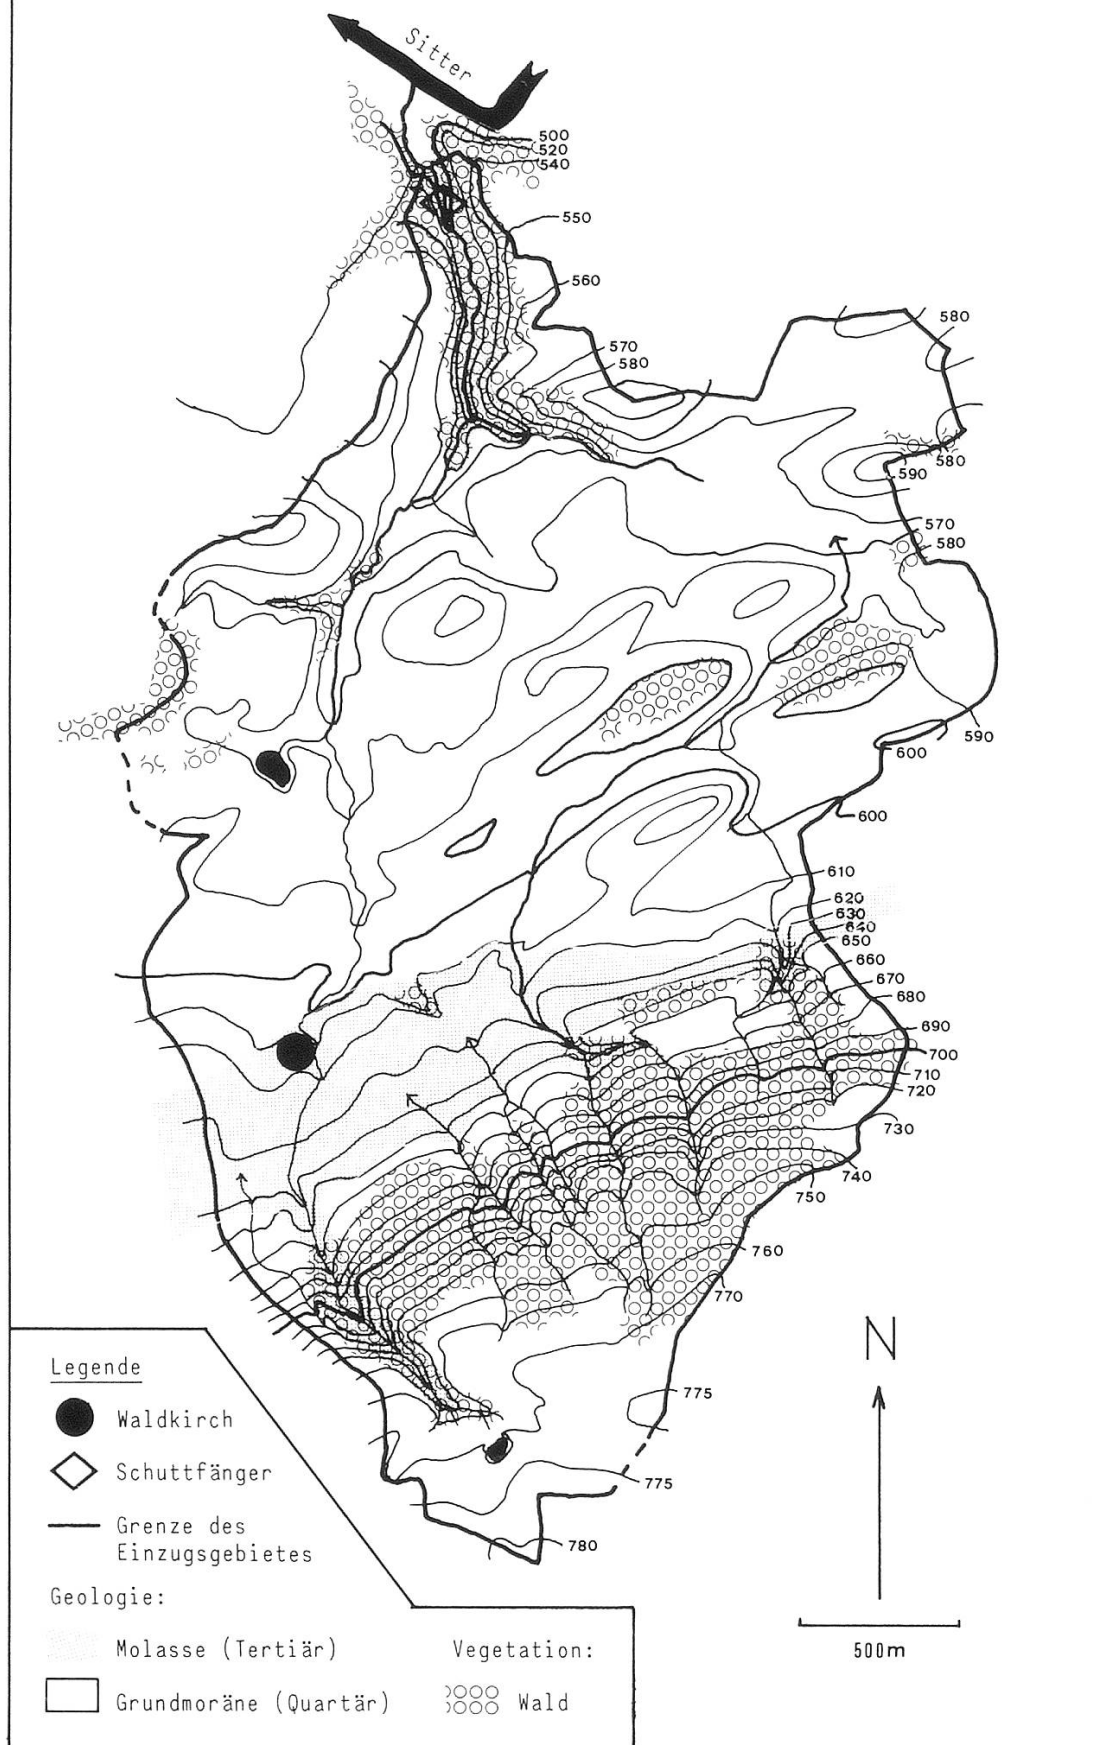 Sitter
500
520
540
550
560
580
570
580
580
590
570
580
590
600
600
610
620
630
640
650
660
670
680
690
700
710
720
730
740
750
760
770
775
775
780
N
500m
Legende
Waldkirch
Schuttfänger
Grenze des
Einzugsgebietes
Geologie:
Molasse (Tertiär)
Grundmoräne (Quartär)
Vegetation:
Wald